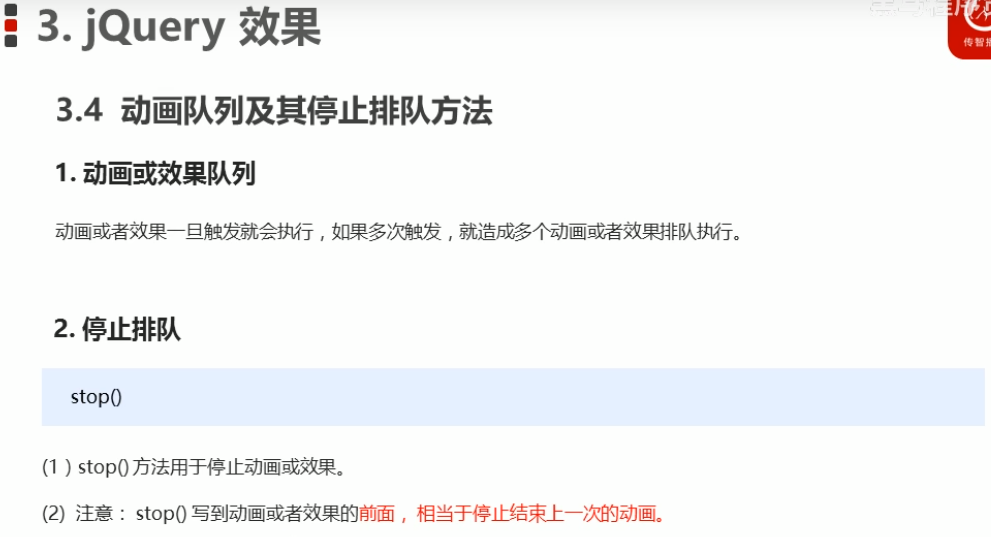 3. jQuery 效果
3.4 动画队列及其停止排队方法
1. 动画或效果队列
动画或者效果一旦触发就会执行，如果多次触发，就造成多个动画或者效果排队执行。
2. 停止排队
stop()
(1 ) stop() 方法用于停止动画或效果。
(2) 注意： stop() 写到动画或者效果的前面， 相当于停止结束上一次的动画。